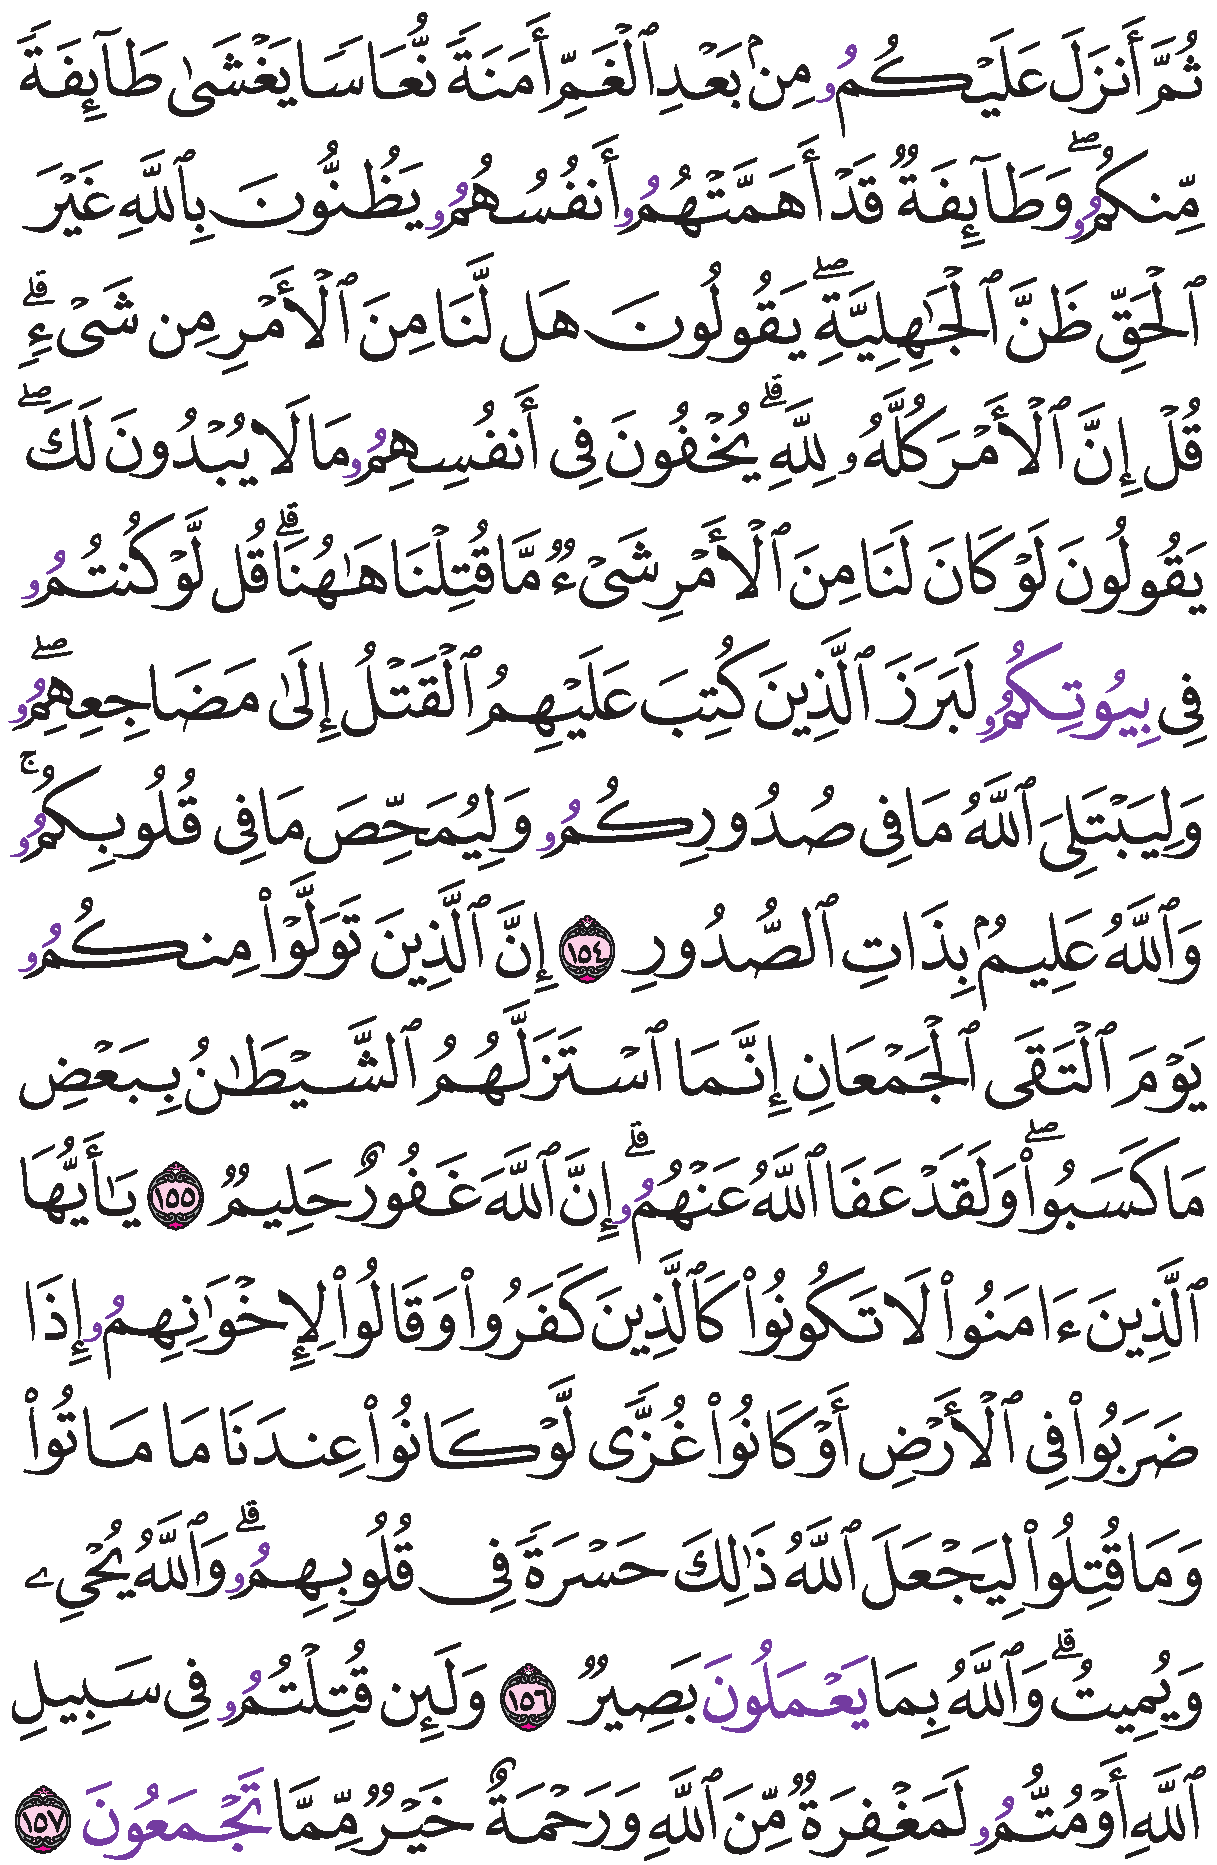 ثُمَّ أَنزَلَ عَلَيْكُمُۥ مِنۢ بَعْدِ ٱلْغَمِّ أَمَنَةً نُّعَاسًا يَغْشَىٰ طَآئِفَةً
مِّنكُمُۥۖ وَطَآئِفَةٌ قَدْ أَهَمَّتْهُمُۥ أَنفُسُهُمُۥ يَظُنُّونَ بِٱللَّهِ غَيْرَ
ٱلْحَقِّ ظَنَّ ٱلْجَٰهِلِيَّةِۖ يَقُولُونَ هَل لَّنَا مِنَ ٱلْأَمْرِ مِن شَىْءٍۗ
قُلْ إِنَّ ٱلْأَمْرَ كُلَّهُۥ لِلَّهِۗ يُخْفُونَ فِى أَنفُسِهِمُۥ مَا لَا يُبْدُونَ لَكَۖ
يَقُولُونَ لَوْ كَانَ لَنَا مِنَ ٱلْأَمْرِ شَىْءٌ مَّا قُتِلْنَا هَٰهُنَاۗ قُل لَّوْ كُنتُمُۥ
فِى بِيُوتِكُمُۥ لَبَرَزَ ٱلَّذِينَ كُتِبَ عَلَيْهِمُ ٱلْقَتْلُ إِلَىٰ مَضَاجِعِهِمُۥۖ
وَلِيَبْتَلِىَ ٱللَّهُ مَا فِى صُدُورِكُمُۥ وَلِيُمَحِّصَ مَا فِى قُلُوبِكُمُۥۚ
وَٱللَّهُ عَلِيمٌۢ بِذَاتِ ٱلصُّدُورِ ١٥٤ إِنَّ ٱلَّذِينَ تَوَلَّوْا۟ مِنكُمُۥ
يَوْمَ ٱلْتَقَى ٱلْجَمْعَانِ إِنَّمَا ٱسْتَزَلَّهُمُ ٱلشَّيْطَٰنُ بِبَعْضِ
مَا كَسَبُوا۟ۖ وَلَقَدْ عَفَا ٱللَّهُ عَنْهُمُۥۗ إِنَّ ٱللَّهَ غَفُورٌ حَلِيمٌ ١٥٥ يَٰأَيُّهَا
ٱلَّذِينَ ءَامَنُوا۟ لَا تَكُونُوا۟ كَٱلَّذِينَ كَفَرُوا۟ وَقَالُوا۟ لِإِخْوَٰنِهِمُۥ إِذَا
ضَرَبُوا۟ فِى ٱلْأَرْضِ أَوْ كَانُوا۟ غُزًّى لَّوْ كَانُوا۟ عِندَنَا مَا مَاتُوا۟
وَمَا قُتِلُوا۟ لِيَجْعَلَ ٱللَّهُ ذَٰلِكَ حَسْرَةً فِى قُلُوبِهِمُۥۗ وَٱللَّهُ يُحْىِۦ
وَيُمِيتُۗ وَٱللَّهُ بِمَا يَعْمَلُونَ بَصِيرٌ ١٥٦ وَلَئِن قُتِلْتُمُۥ فِى سَبِيلِ
ٱللَّهِ أَوْ مُتُّمُۥ لَمَغْفِرَةٌ مِّنَ ٱللَّهِ وَرَحْمَةٌ خَيْرٌ مِّمَّا تَجْمَعُونَ ١٥٧